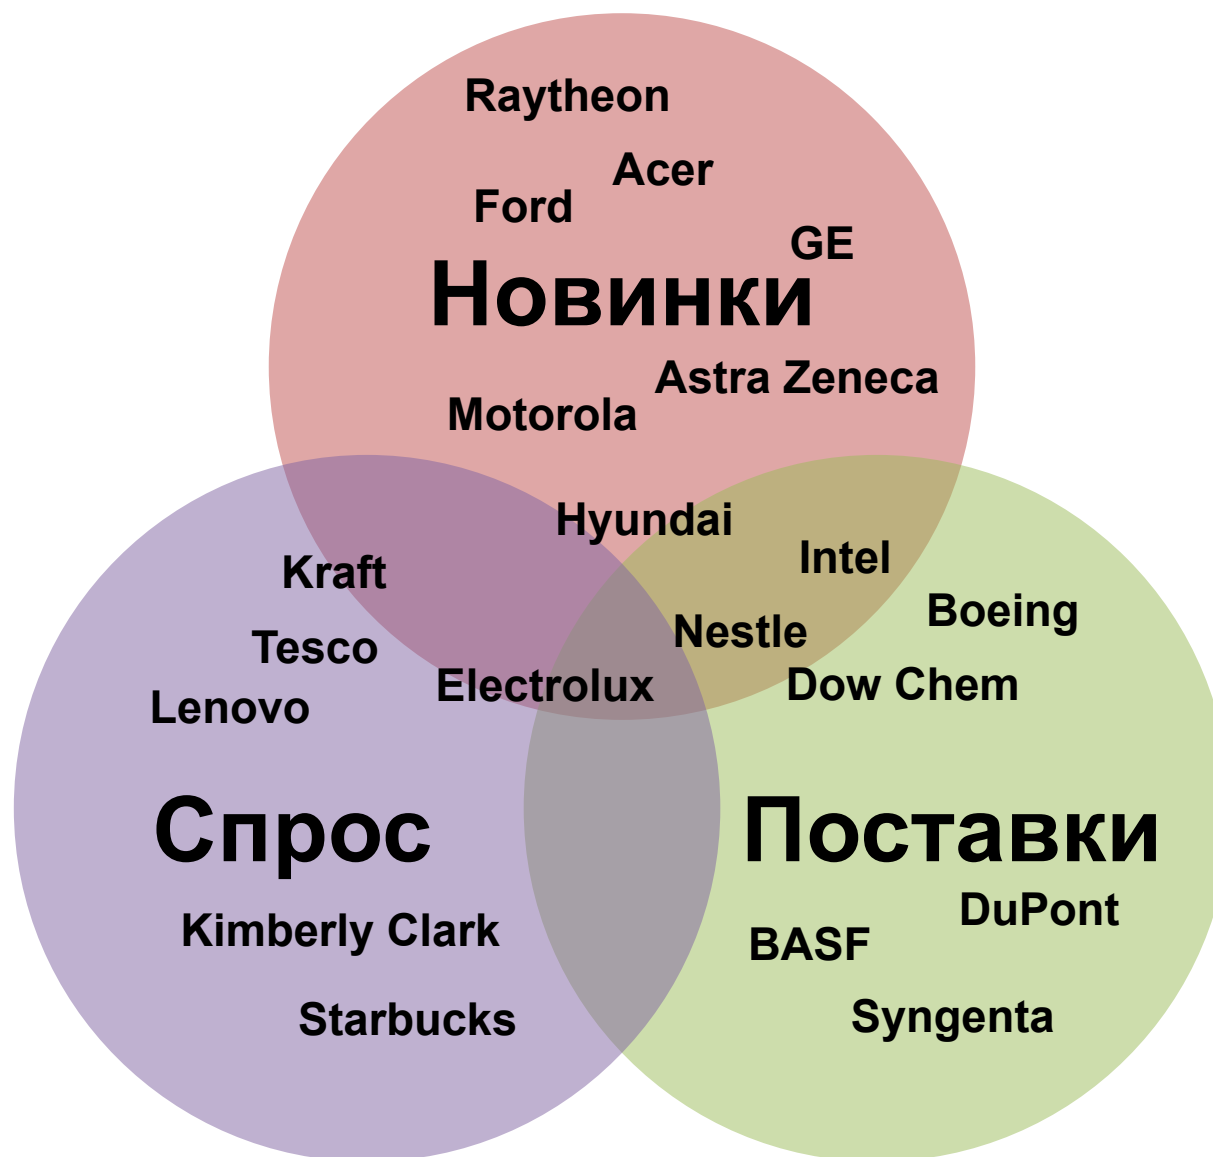 Raytheon
Acer
Ford
GE
Новинки
Astra Zeneca
Motorola
Hyundai
Intel
Kraft
Boeing
Nestle
Tesco
Electrolux
Dow Chem
Lenovo
Спрос
Поставки
DuPont
Kimberly Clark
BASF
Syngenta
Starbucks